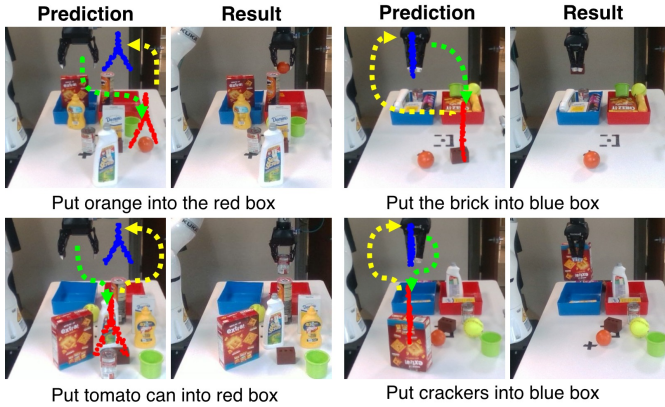 Prediction Result Prediction Result
Put orange into the red box Put the brick into blue box
Put tomato can into red box Put crackers into blue box